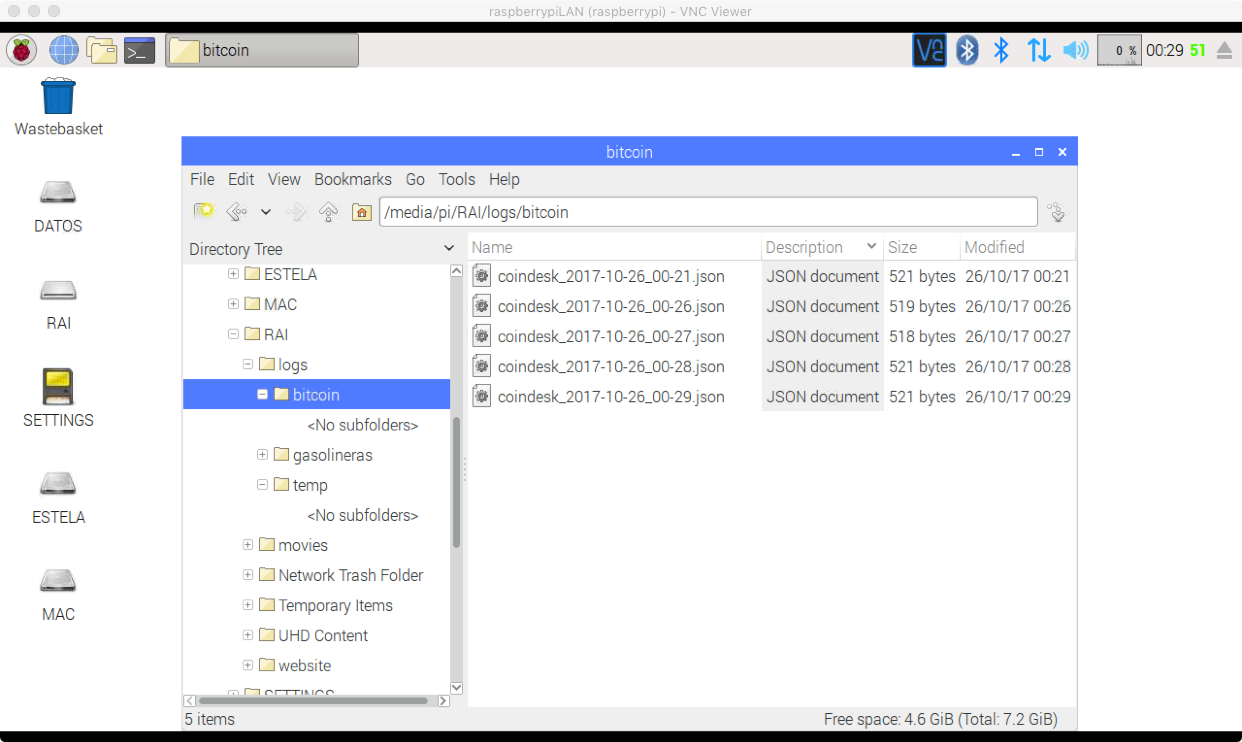 raspberrypiLAN (raspberrypi) - VNC Viewer
bitcoin
0 %
00:29
51
Wastebasket
DATOS
RAI
SETTINGS
ESTELA
MAC
bitcoin
File Edit View Bookmarks Go Tools Help
/media/pi/RAI/logs/bitcoin
Directory Tree
ESTELA
MAC
RAI
logs
bitcoin
<No subfolders>
gasolineras
temp
<No subfolders>
movies
Network Trash Folder
Temporary Items
UHD Content
website
SETTINGS
Name Description Size Modified
coindesk_2017-10-26_00-21.json JSON document 521 bytes 26/10/17 00:21
coindesk_2017-10-26_00-26.json JSON document 519 bytes 26/10/17 00:26
coindesk_2017-10-26_00-27.json JSON document 518 bytes 26/10/17 00:27
coindesk_2017-10-26_00-28.json JSON document 521 bytes 26/10/17 00:28
coindesk_2017-10-26_00-29.json JSON document 521 bytes 26/10/17 00:29
5 items
Free space: 4.6 GiB (Total: 7.2 GiB)